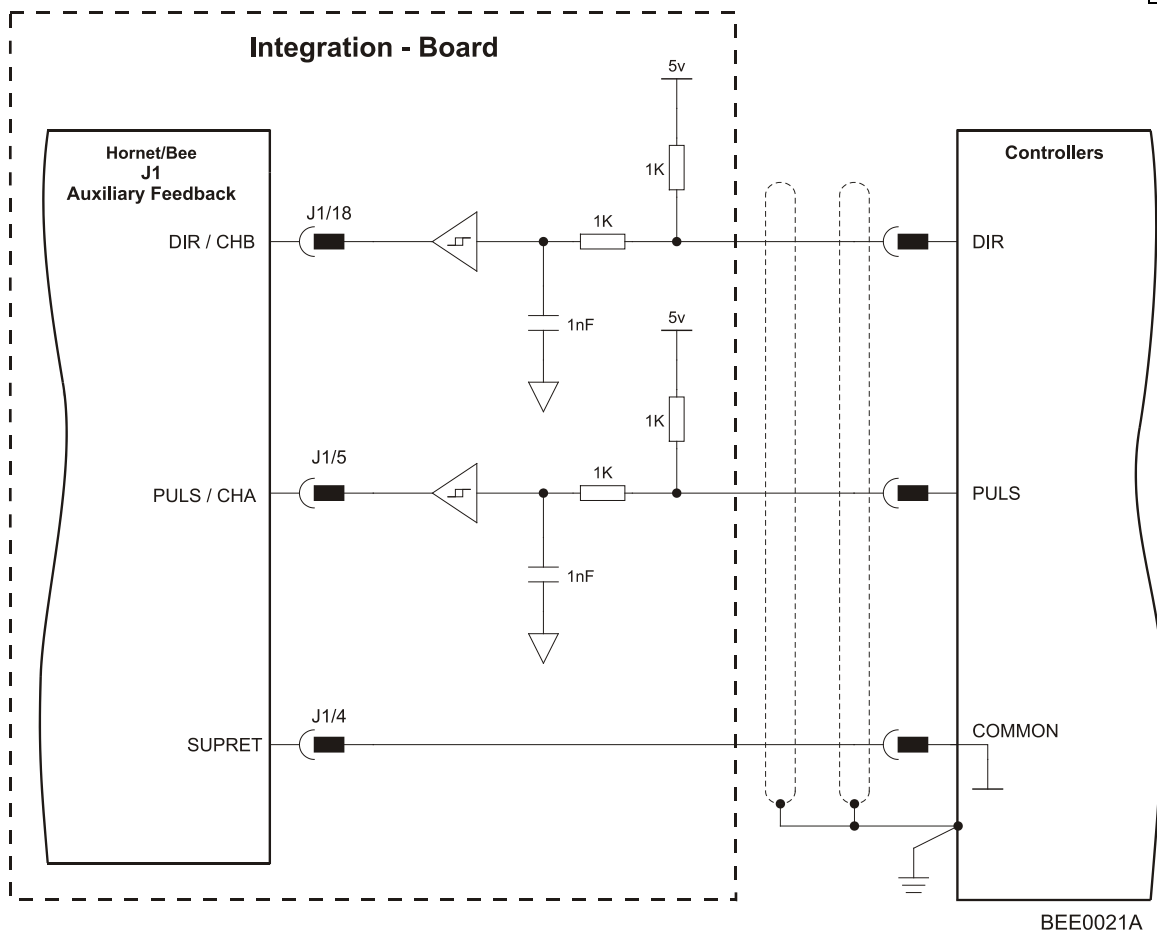 Integration - Board
5v
Hornet/Bee
J1
Auxiliary Feedback
Controllers
1K
J1/18
1K
DIR / CHB
DIR
1nF
5v
1K
J1/5
1K
PULS / CHA
PULS
1nF
J1/4
SUPRET
COMMON
BEE0021A